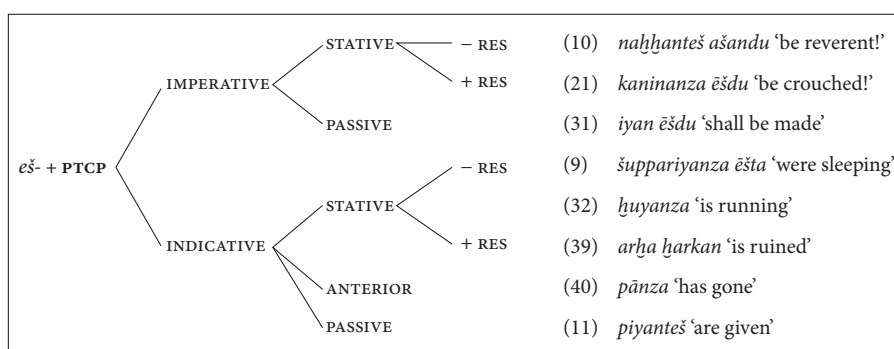 STATIVE – RES (10) naḫḫanteš ašandu ‘be reverent!’
IMPERATIVE + RES (21) kaninanza ēšdu ‘be crouched!’
PASSIVE (31) iyan ēšdu ‘shall be made’
eš- + PTCP – RES (9) šuppariyanza ēšta ‘were sleeping’
STATIVE (32) ḫuyanza ‘is running’
INDICATIVE + RES (39) arḫa ḫarkan ‘is ruined’
ANTERIOR (40) pānza ‘has gone’
PASSIVE (11) piyanteš ‘are given’